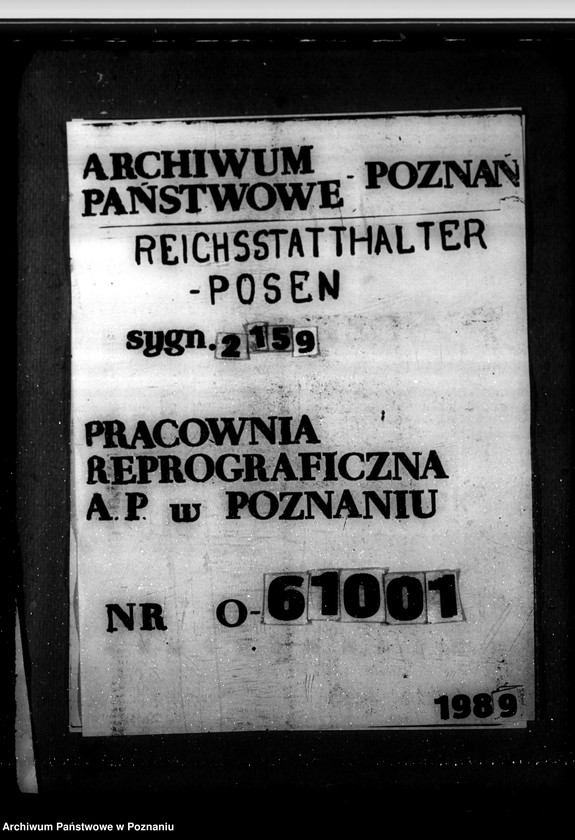 ARCHIWUM
PAŃSTWOWE - POZNAŃ
REICHSSTATTHALTER
-POSEN
sygn. 2159
PRACOWNIA
REPROGRAFICZNA
A.P. w POZNANIU
NR O-61001
1989
Archiwum Państwowe w Poznaniu